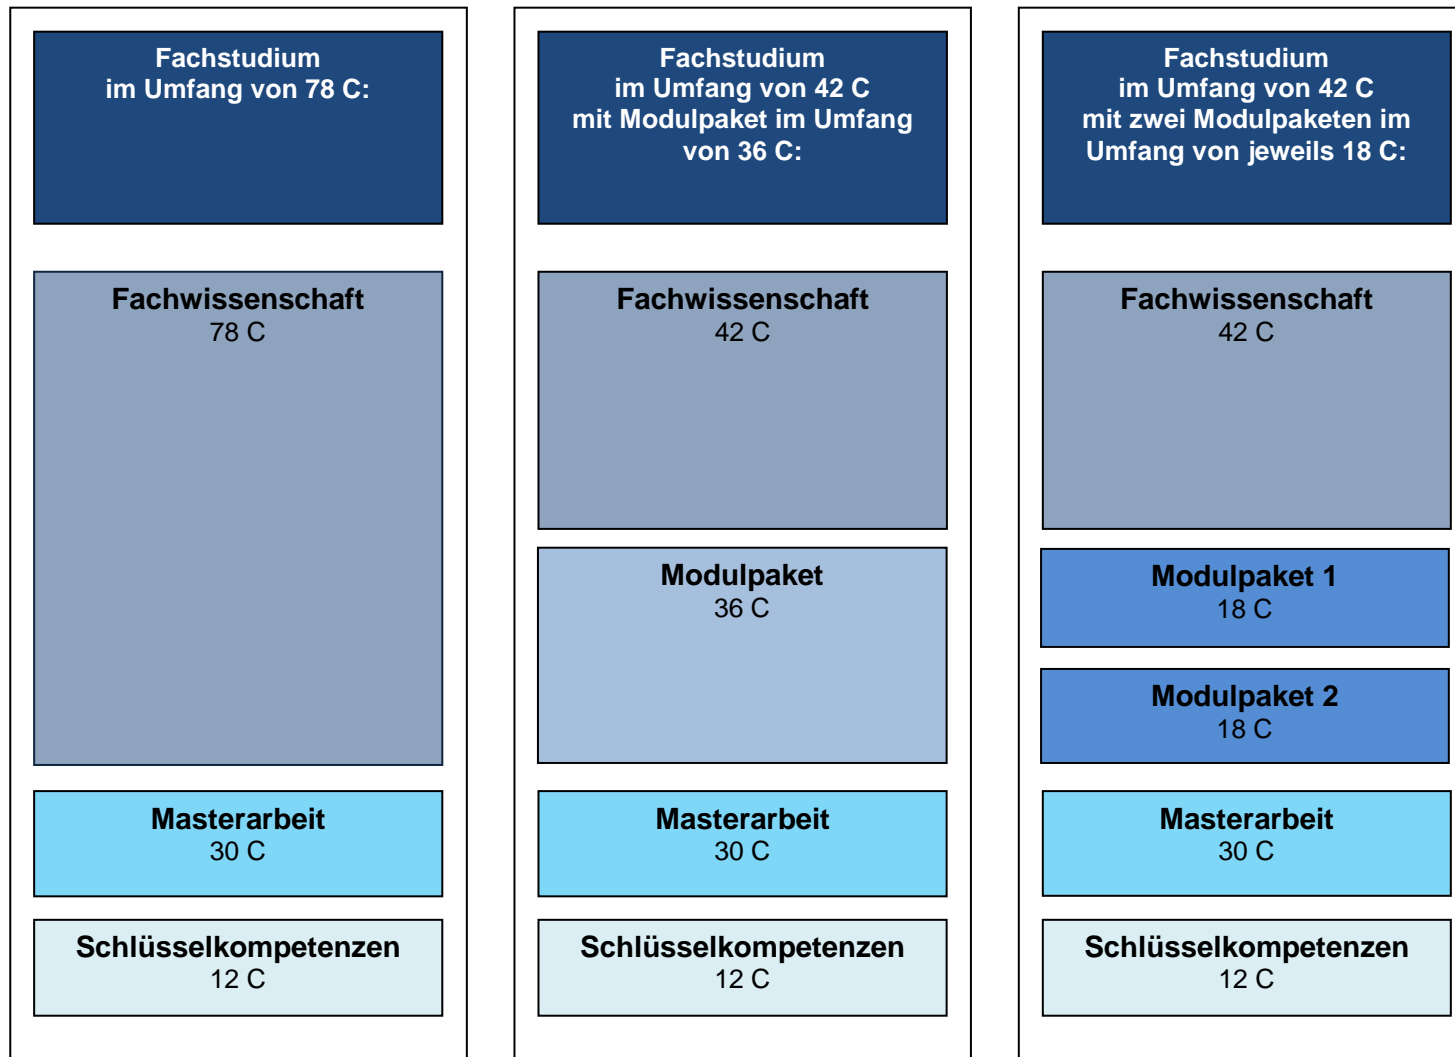 Fachstudium
im Umfang von 78 C:
Fachwissenschaft
78 C
Masterarbeit
30 C
Schlüsselkompetenzen
12 C
Fachstudium
im Umfang von 42 C
mit Modulpaket im Umfang
von 36 C:
Fachwissenschaft
42 C
Modulpaket
36 C
Masterarbeit
30 C
Schlüsselkompetenzen
12 C
Fachstudium
im Umfang von 42 C
mit zwei Modulpaketen im
Umfang von jeweils 18 C:
Fachwissenschaft
42 C
Modulpaket 1
18 C
Modulpaket 2
18 C
Masterarbeit
30 C
Schlüsselkompetenzen
12 C